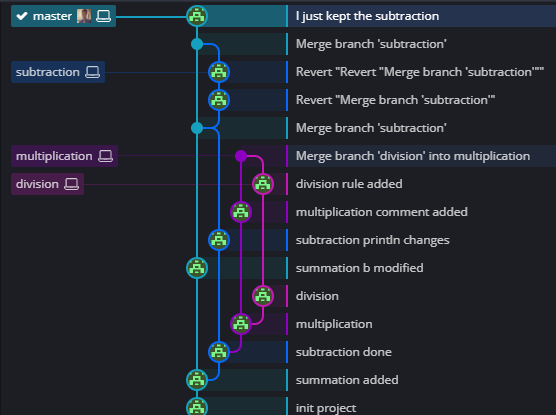 master I just kept the subtraction
Merge branch 'subtraction'
subtraction Revert "Revert "Merge branch 'subtraction'""
Revert "Merge branch 'subtraction'"
Merge branch 'subtraction'
multiplication Merge branch 'division' into multiplication
division division rule added
multiplication comment added
subtraction println changes
summation b modified
division
multiplication
subtraction done
summation added
init project